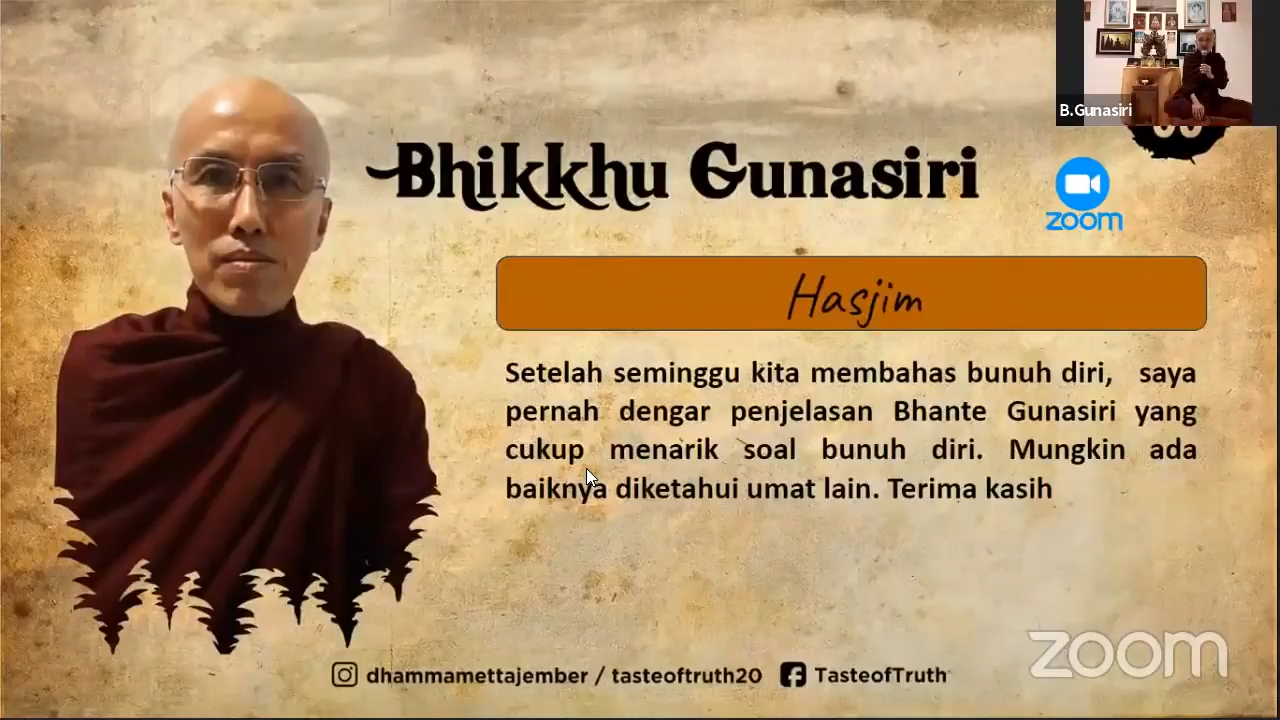 B.Gunasiri
Bhikkhu Gunasiri
zoom
Hasjim
Setelah seminggu kita membahas bunuh diri, saya
pernah dengar penjelasan Bhante Gunasiri yang
cukup menarik soal bunuh diri. Mungkin ada
baiknya diketahui umat lain. Terima kasih
zoom
dhammamettajember / tasteoftruth20 TasteofTruth